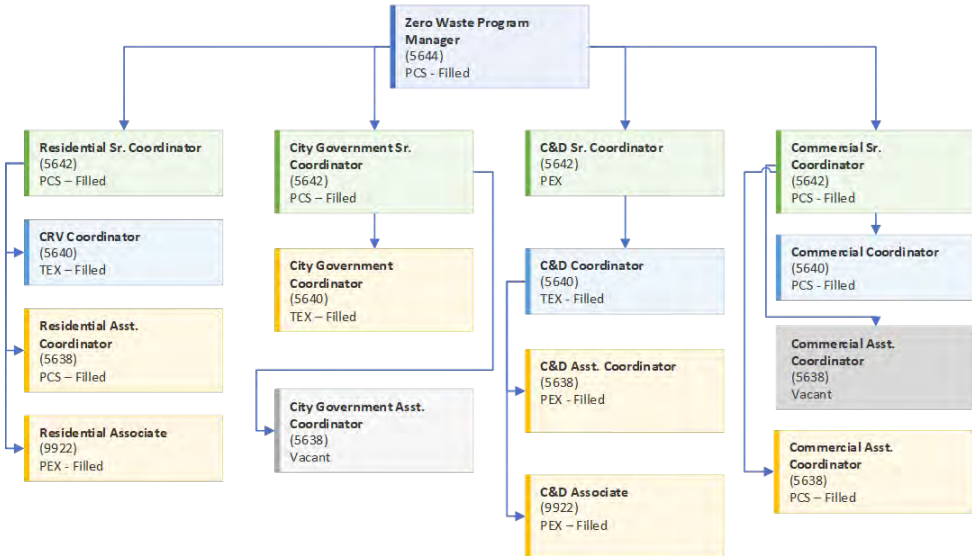 Zero Waste Program
Manager
(5644)
PCS - Filled
Residential Sr. Coordinator
(5642)
PCS – Filled
CRV Coordinator
(5640)
TEX – Filled
Residential Asst.
Coordinator
(5638)
PCS – Filled
Residential Associate
(9922)
PEX - Filled
City Government Sr.
Coordinator
(5642)
PCS – Filled
City Government
Coordinator
(5640)
TEX – Filled
City Government Asst.
Coordinator
(5638)
Vacant
C&D Sr. Coordinator
(5642)
PEX
C&D Coordinator
(5640)
TEX - Filled
C&D Asst. Coordinator
(5638)
PEX - Filled
C&D Associate
(9922)
PEX – Filled
Commercial Sr.
Coordinator
(5642)
PCS - Filled
Commercial Coordinator
(5640)
PCS - Filled
Commercial Asst.
Coordinator
(5638)
Vacant
Commercial Asst.
Coordinator
(5638)
PCS - Filled